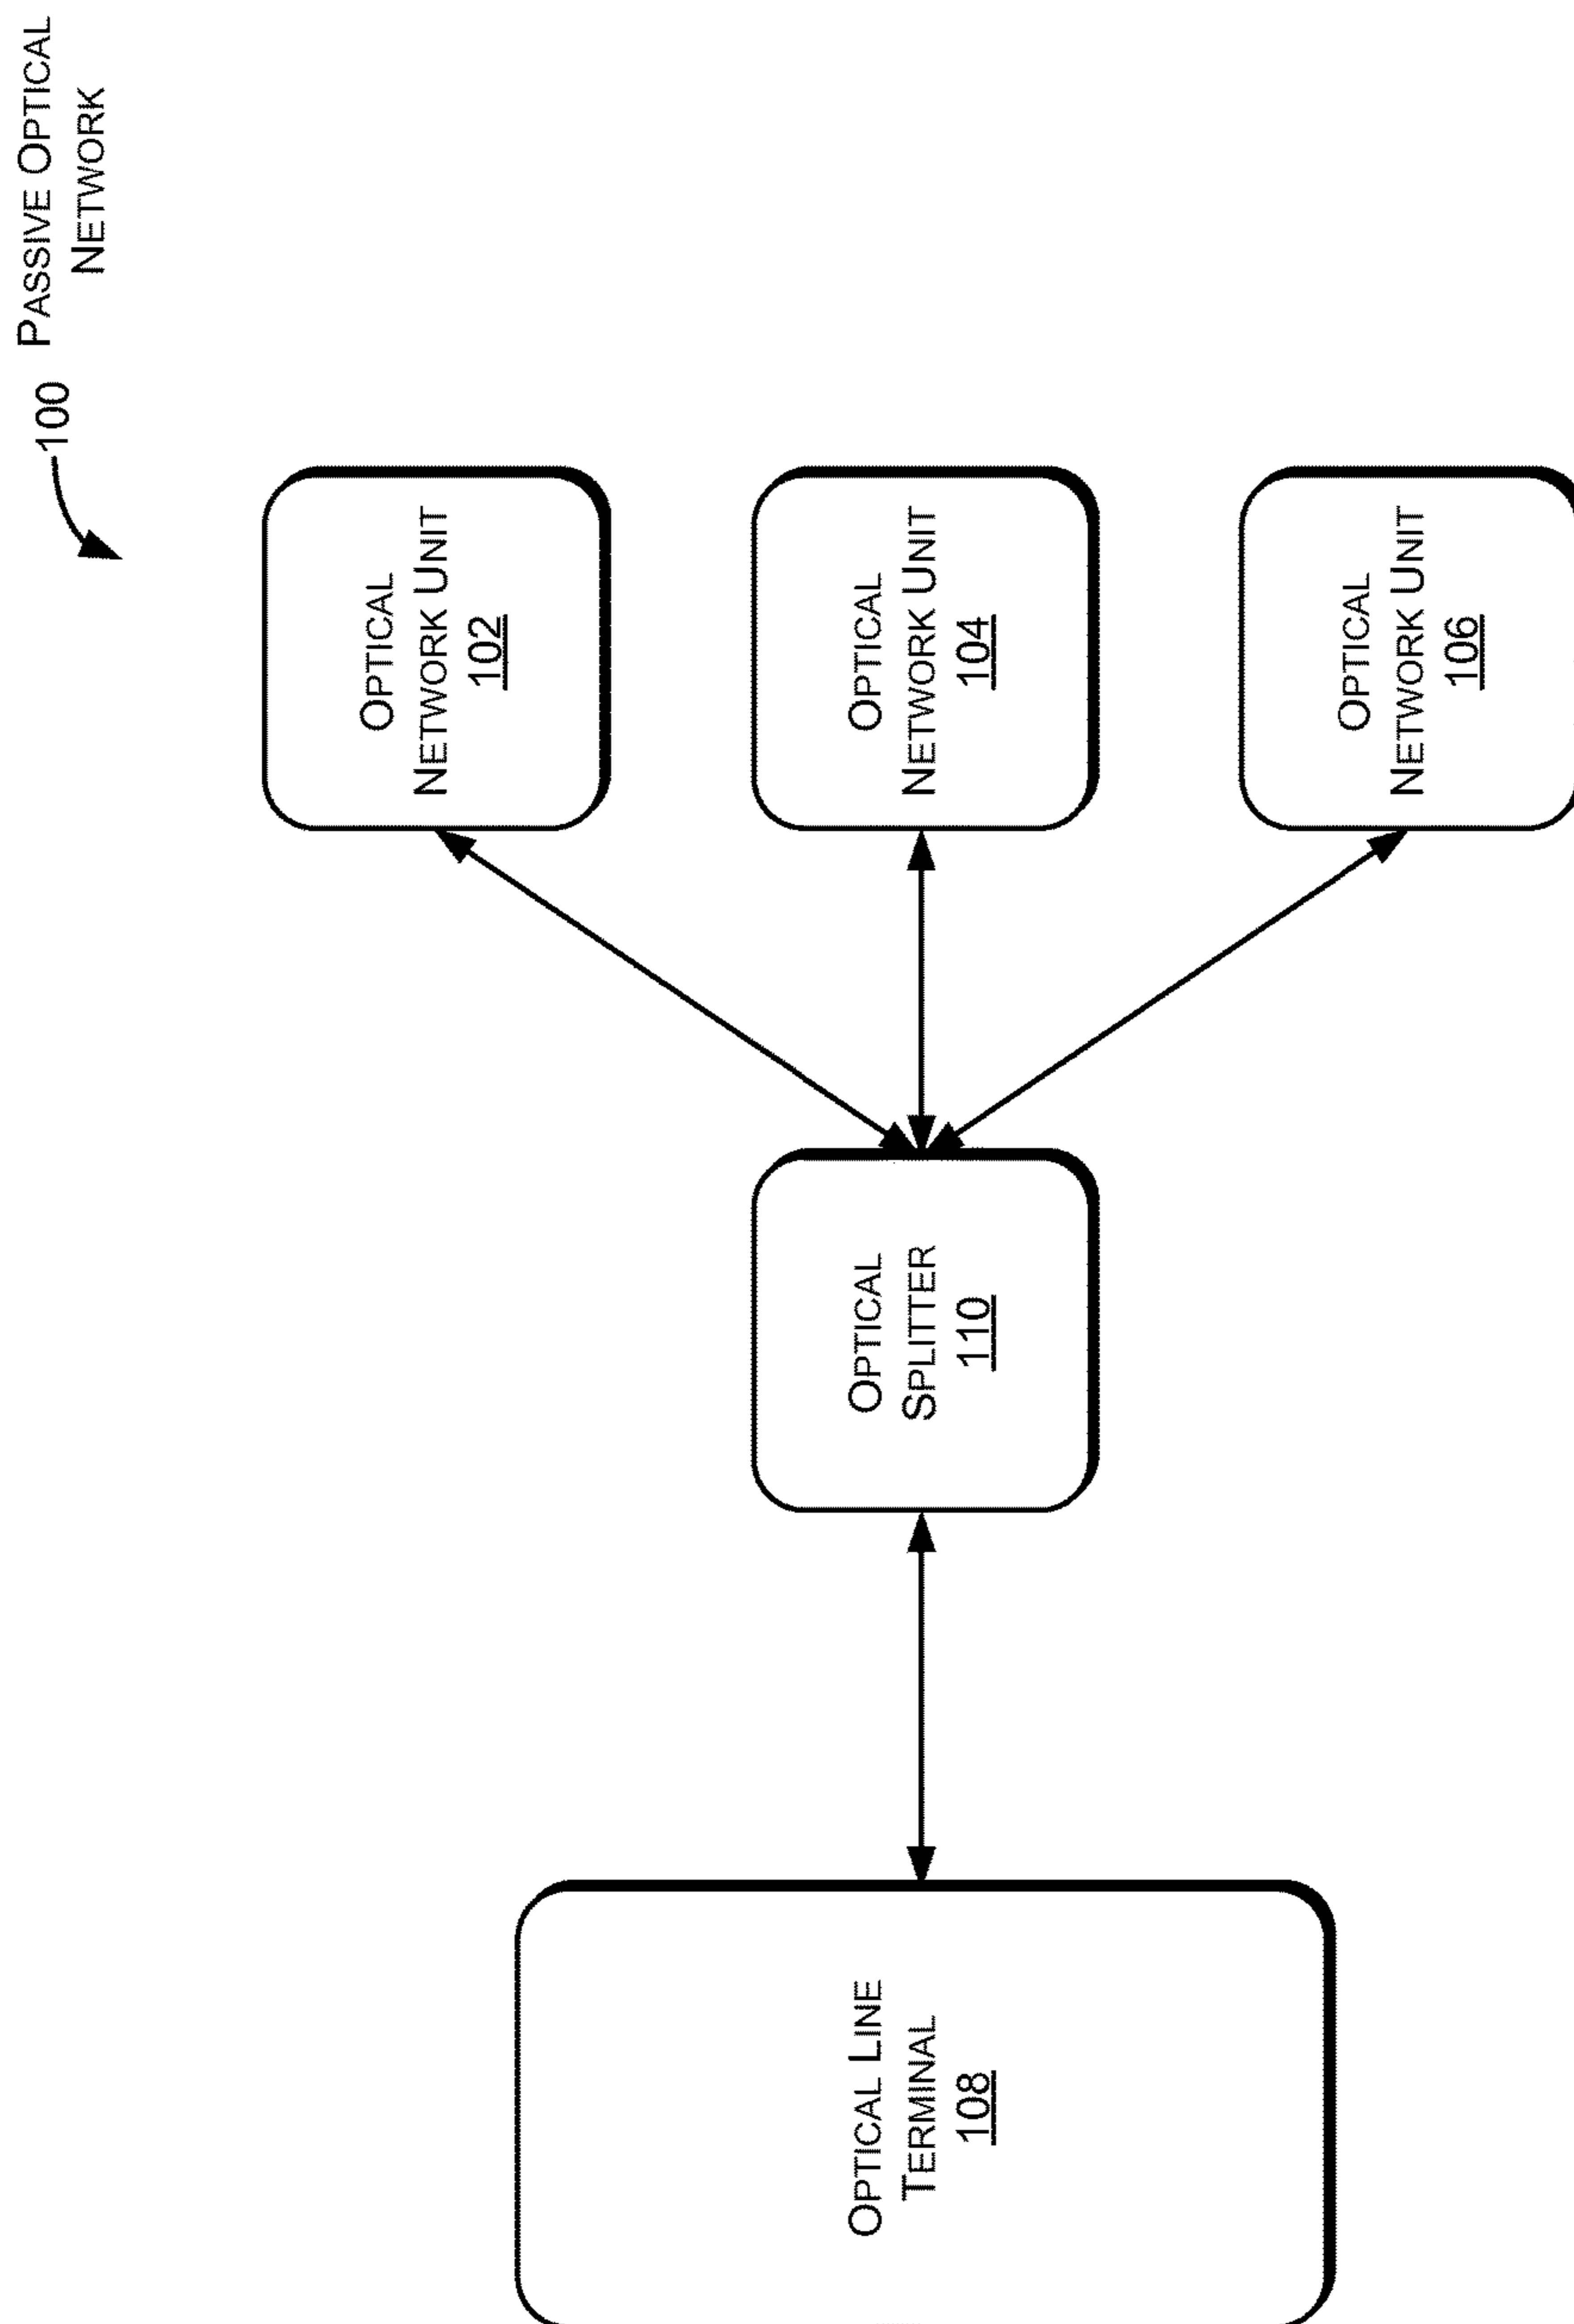 100 PASSIVE OPTICAL
NETWORK
OPTICAL
NETWORK UNIT
102
OPTICAL LINE
TERMINAL
108
OPTICAL
SPLITTER
110
OPTICAL
NETWORK UNIT
104
OPTICAL
NETWORK UNIT
106